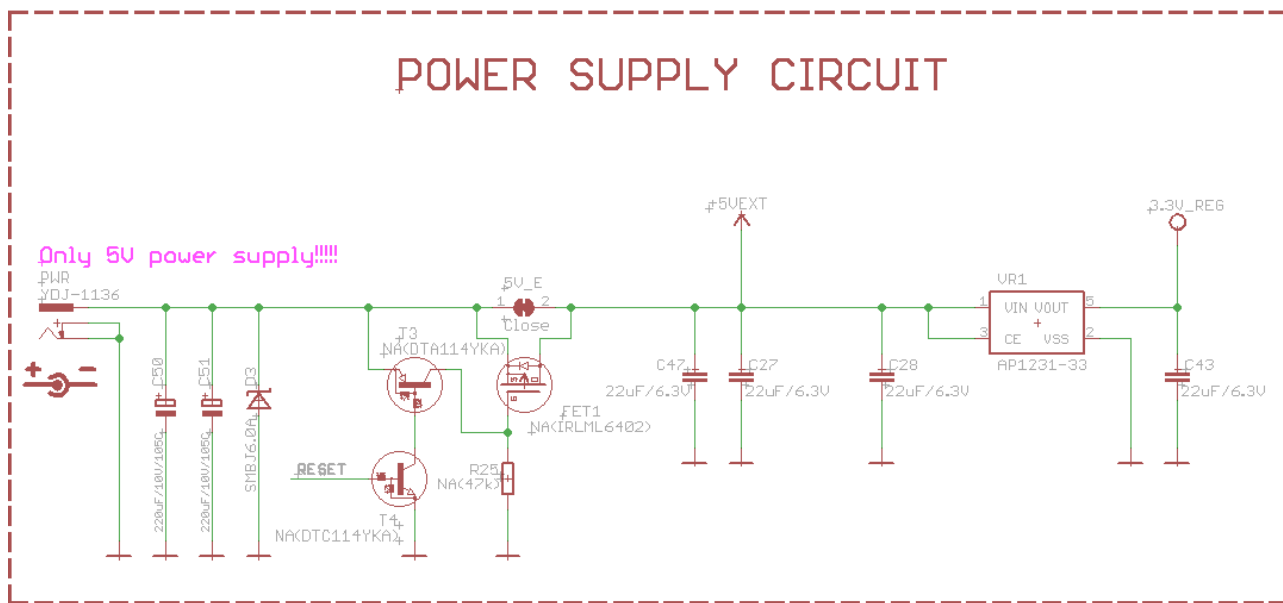 POWER SUPPLY CIRCUIT
+5VEXT
3.3V_REG
Only 5V power supply!!!!!
PWR
YDJ-1136
5V_E
1 2
Close
VR1
1 VIN VOUT 5
3 CE VSS 2
AP1231-33
T3
NA(DTA114YKA)
C50
220uF/10V/105C
C51
220uF/10V/105C
D3
SMBJ6.0A
S D
G
FET1
NA(IRLML6402)
C47
22uF/6.3V
C27
22uF/6.3V
C28
22uF/6.3V
C43
22uF/6.3V
RESET
R25
NA(47k)
T4
NA(DTC114YKA)
+ -